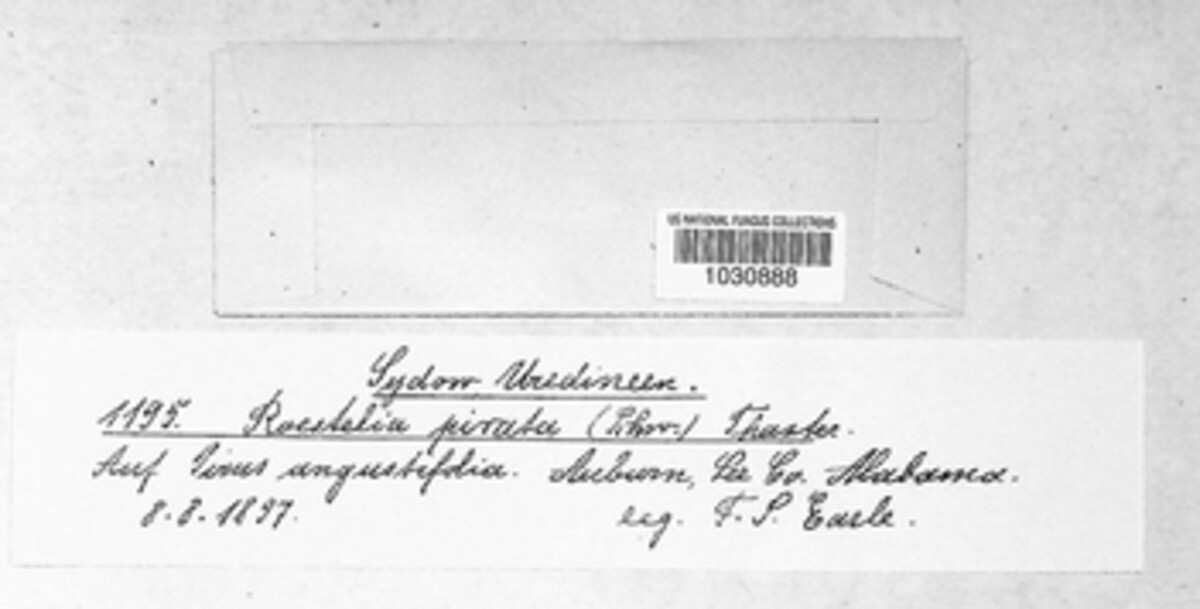 US NATIONAL FUNGUS COLLECTIONS
1030888
Sydow, Uredineen.
1195. Roestelia pirata (Schw.) Thaxter.
Auf Pirus angustifolia. Auburn, Lee Co. Alabama.
8.8.1897. leg. F. S. Earle.